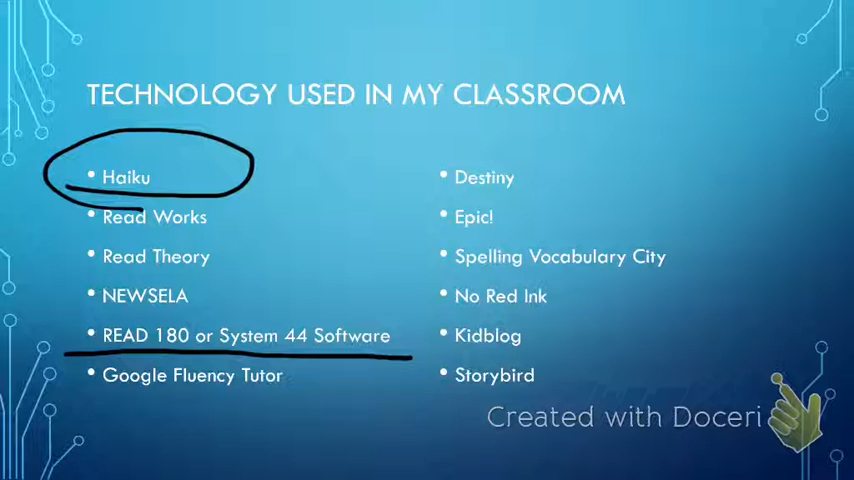 TECHNOLOGY USED IN MY CLASSROOM
• Haiku
• Read Works
• Read Theory
• NEWSELA
• READ 180 or System 44 Software
• Google Fluency Tutor
• Destiny
• Epic!
• Spelling Vocabulary City
• No Red Ink
• Kidblog
• Storybird
Created with Doceri